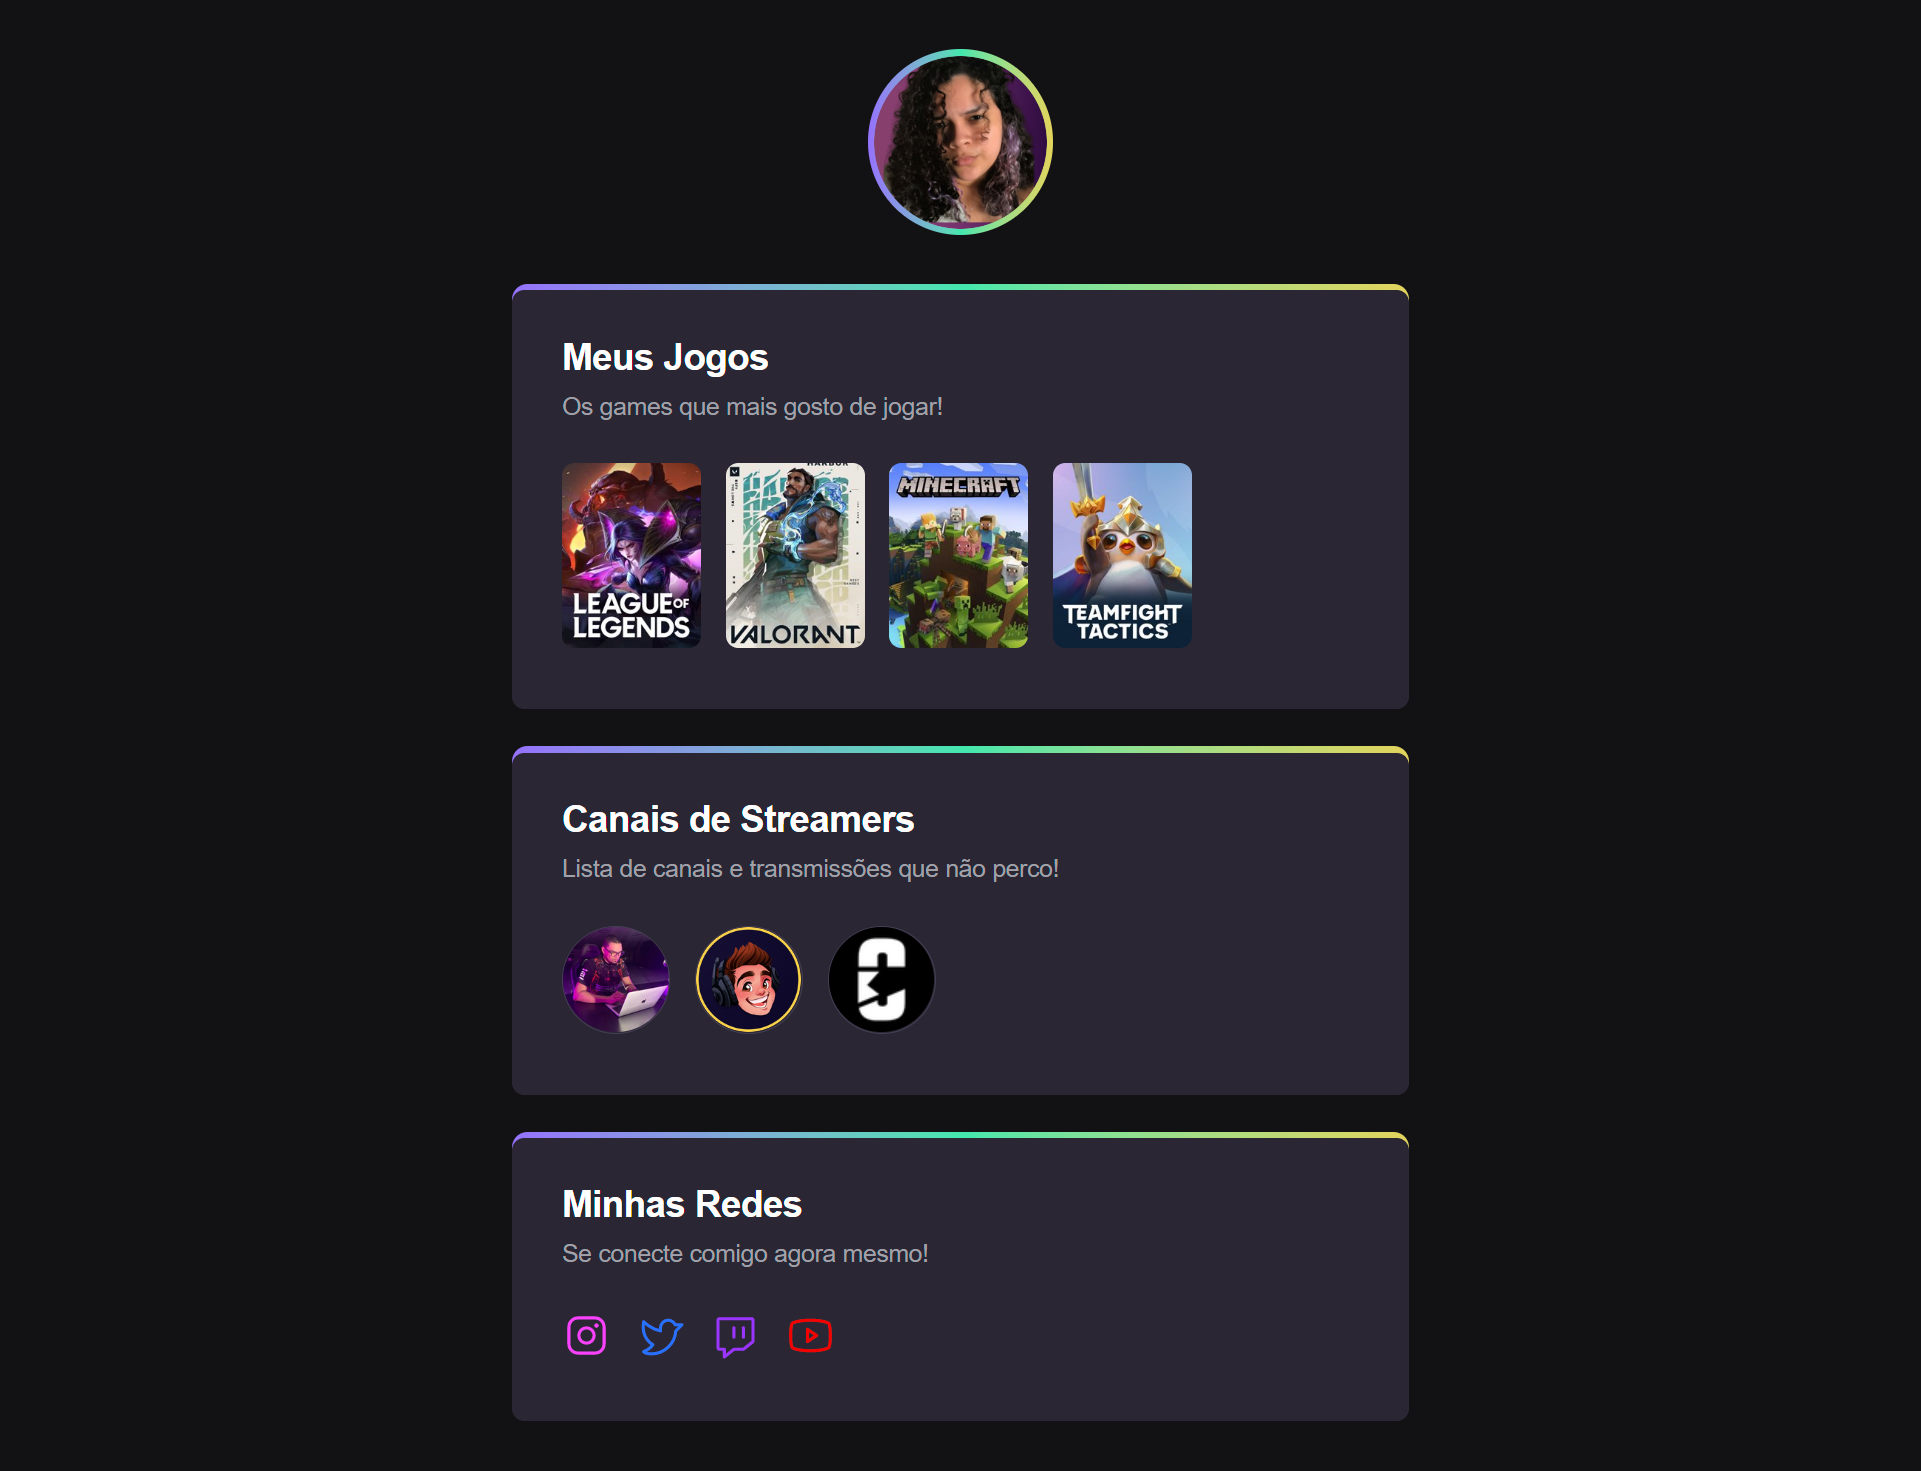 Meus Jogos
Os games que mais gosto de jogar!
LEAGUE OF
LEGENDS
HARBOR
VALORANT
MINECRAFT
TEAMFIGHT
TACTICS
Canais de Streamers
Lista de canais e transmissões que não perco!
Minhas Redes
Se conecte comigo agora mesmo!